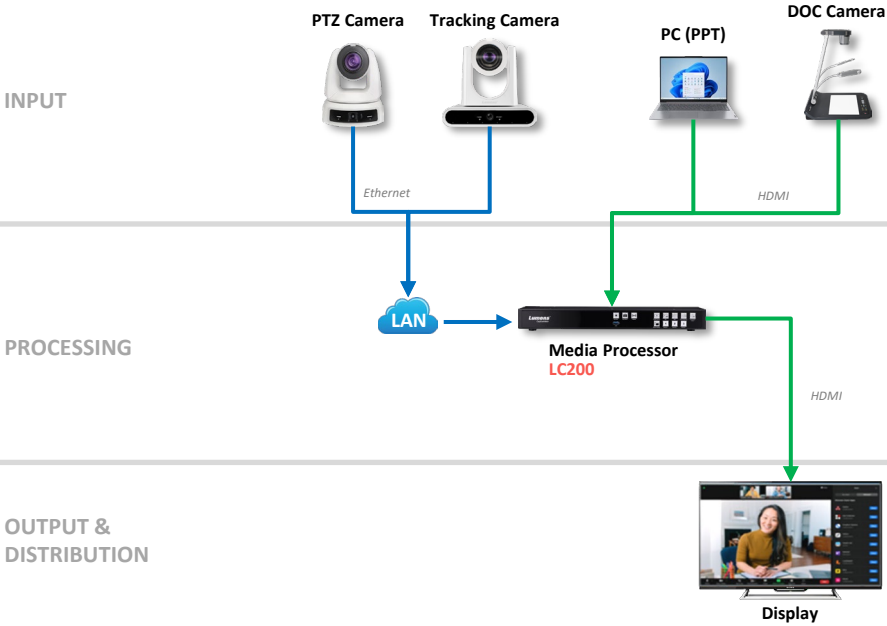 PTZ Camera
Tracking Camera
PC (PPT)
DOC Camera
INPUT
Ethernet
HDMI
LAN
Lumens
PROCESSING
Media Processor
LC200
HDMI
OUTPUT &
DISTRIBUTION
Display